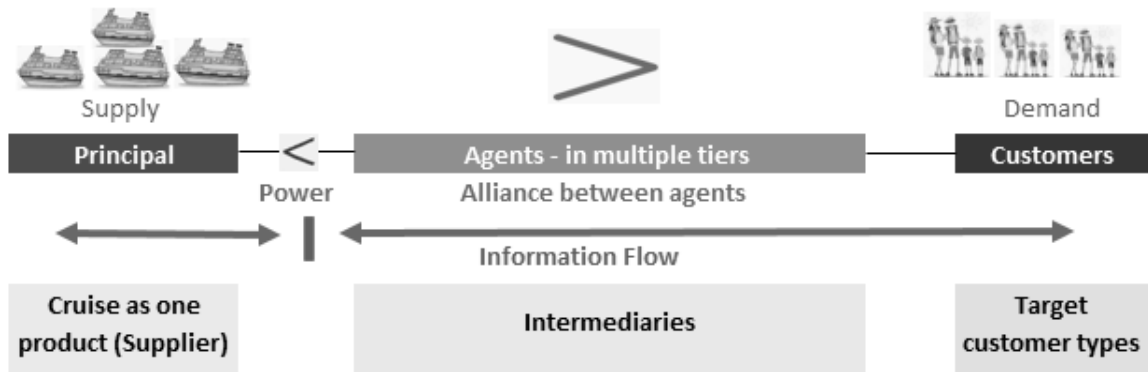 Supply
Demand
Principal
<
Agents - in multiple tiers
Customers
Power
Alliance between agents
Information Flow
Cruise as one
product (Supplier)
Intermediaries
Target
customer types